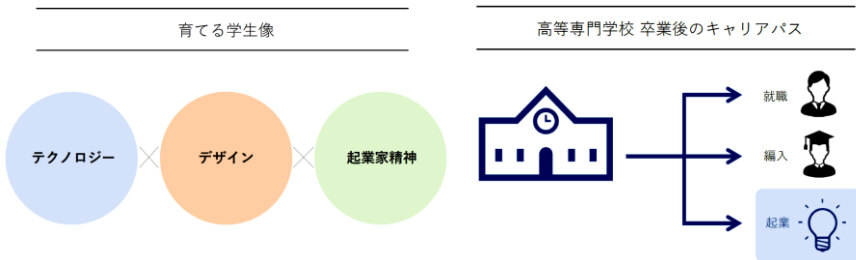 育てる学生像
テクノロジー
デザイン
起業家精神
高等専門学校 卒業後のキャリアパス
就職
編入
起業